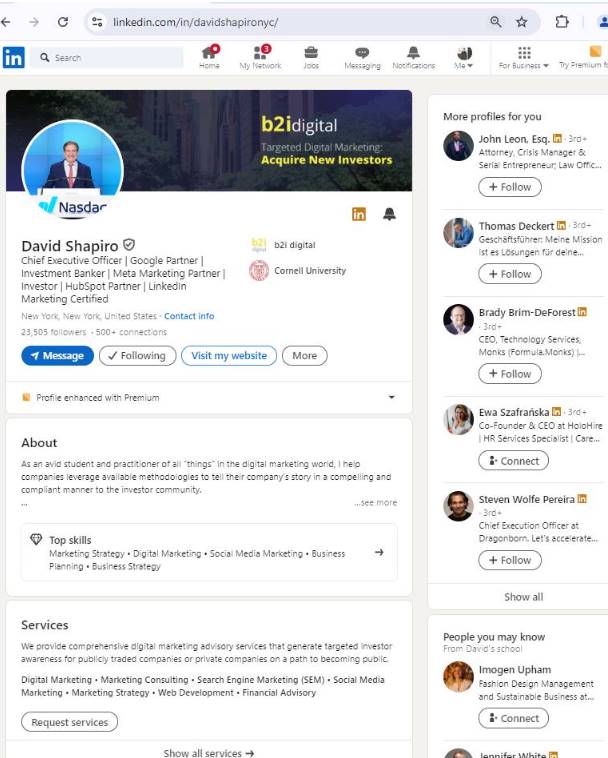 linkedin.com/in/davidshapironyc/
in
Search
Home
3
My Network
Jobs
Messaging
Notifications
Me
For Business
Try Premium fo
b2idigital
Targeted Digital Marketing:
Acquire New Investors
Nasdaq
in
David Shapiro
Chief Executive Officer | Google Partner |
Investment Banker | Meta Marketing Partner |
Investor | HubSpot Partner | LinkedIn
Marketing Certified
b2i digital
Cornell University
New York, New York, United States · Contact info
23,505 followers · 500+ connections
Message
Following
Visit my website
More
Profile enhanced with Premium
About
As an avid student and practitioner of all "things" in the digital marketing world, I help
companies leverage available methodologies to tell their company's story in a compelling and
compliant manner to the investor community.
...
...see more
Top skills
Marketing Strategy • Digital Marketing • Social Media Marketing • Business
Planning • Business Strategy
Services
We provide comprehensive digital marketing advisory services that generate targeted investor
awareness for publicly traded companies or private companies on a path to becoming public.
Digital Marketing • Marketing Consulting • Search Engine Marketing (SEM) • Social Media
Marketing • Marketing Strategy • Web Development • Financial Advisory
Request services
Show all services →
More profiles for you
John Leon, Esq. in · 3rd+
Attorney, Crisis Manager &
Serial Entrepreneur; Law Offic...
+ Follow
Thomas Deckert in · 3rd+
Geschäftsführer: Meine Mission
ist es Lösungen für deine...
+ Follow
Brady Brim-DeForest in
· 3rd+
CEO, Technology Services,
Monks (Formula.Monks) |...
+ Follow
Ewa Szafrańska in · 3rd+
Co-Founder & CEO at HoloHire
| HR Services Specialist | Care...
Connect
Steven Wolfe Pereira in
· 3rd+
Chief Execution Officer at
Dragonborn. Let's accelerate...
+ Follow
Show all
People you may know
From David's school
Imogen Upham
Fashion Design Management
and Sustainable Business at...
Connect
Jennifer White in